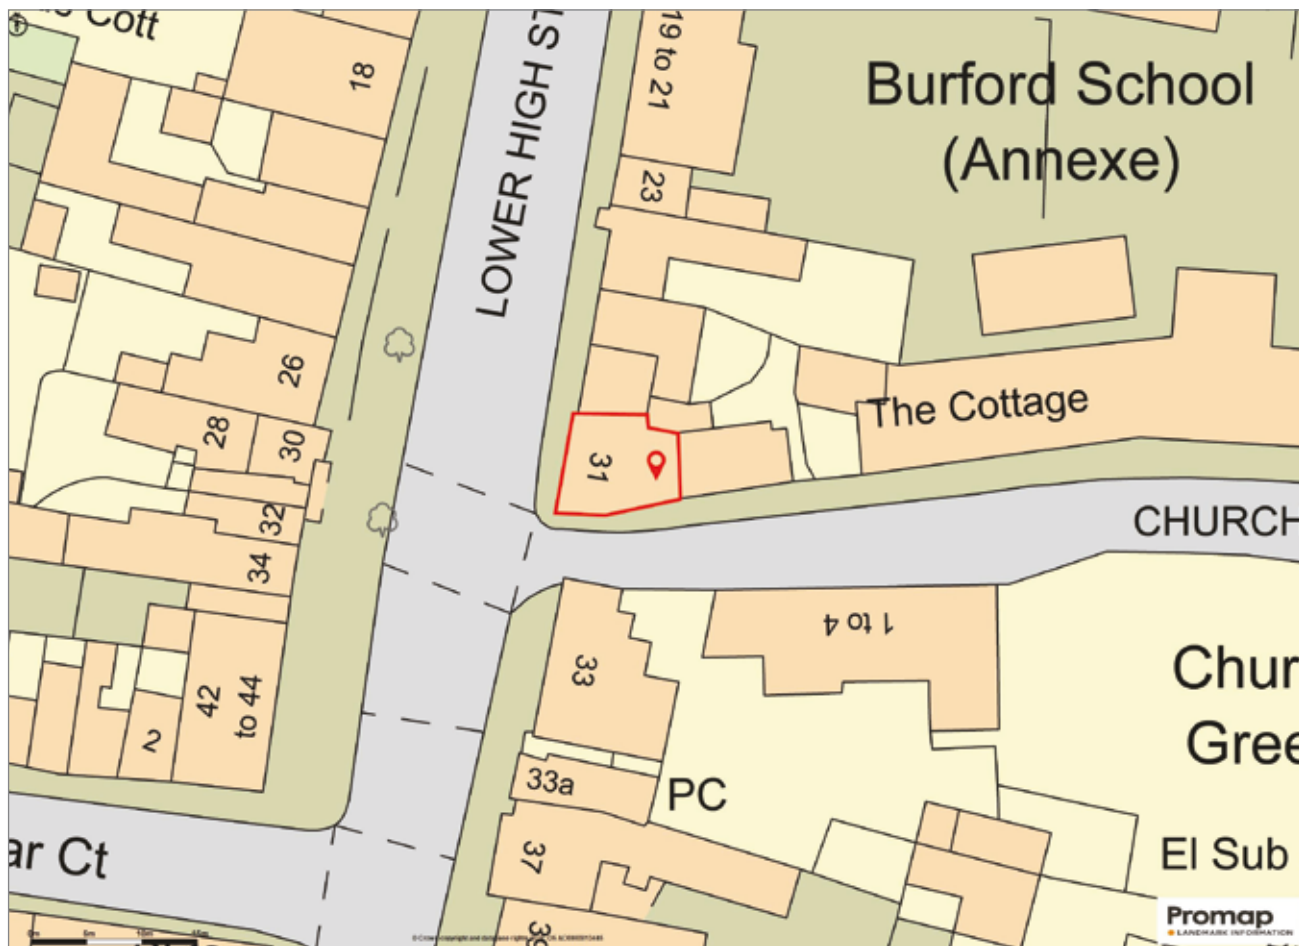 Cott
18
19 to 21
LOWER HIGH ST
Burford School
(Annexe)
23
26
28
30
31
The Cottage
32
34
CHURCH
1 to 4
33
42
to 44
2
Chur
Gree
33a
PC
37
ar Ct
El Sub
Promap
LANDMARK INFORMATION